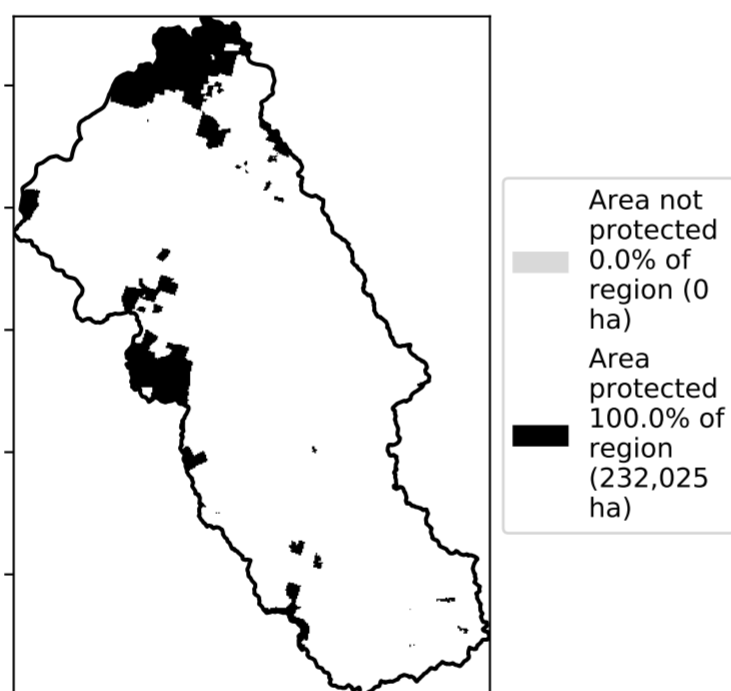 Area not
protected
0.0% of
region (0
ha)
Area
protected
100.0% of
region
(232,025
ha)